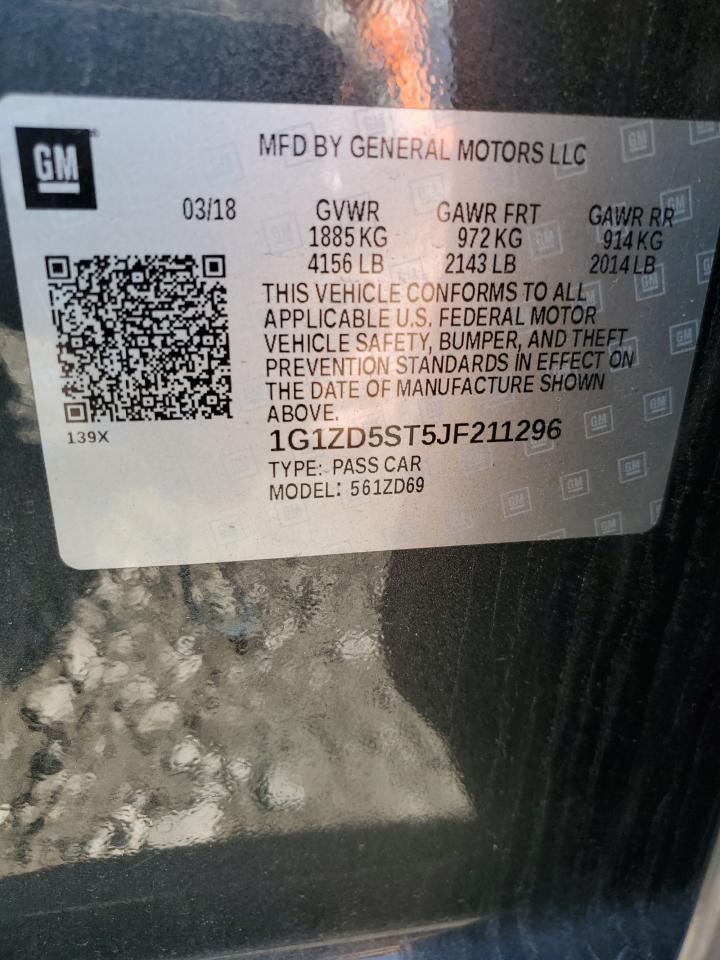 GM
MFD BY GENERAL MOTORS LLC
03/18 GVWR GAWR FRT GAWR RR
1885 KG 972 KG 914 KG
4156 LB 2143 LB 2014 LB
THIS VEHICLE CONFORMS TO ALL
APPLICABLE U.S. FEDERAL MOTOR
VEHICLE SAFETY, BUMPER, AND THEFT
PREVENTION STANDARDS IN EFFECT ON
THE DATE OF MANUFACTURE SHOWN
ABOVE.
139X
1G1ZD5ST5JF211296
TYPE: PASS CAR
MODEL: 561ZD69